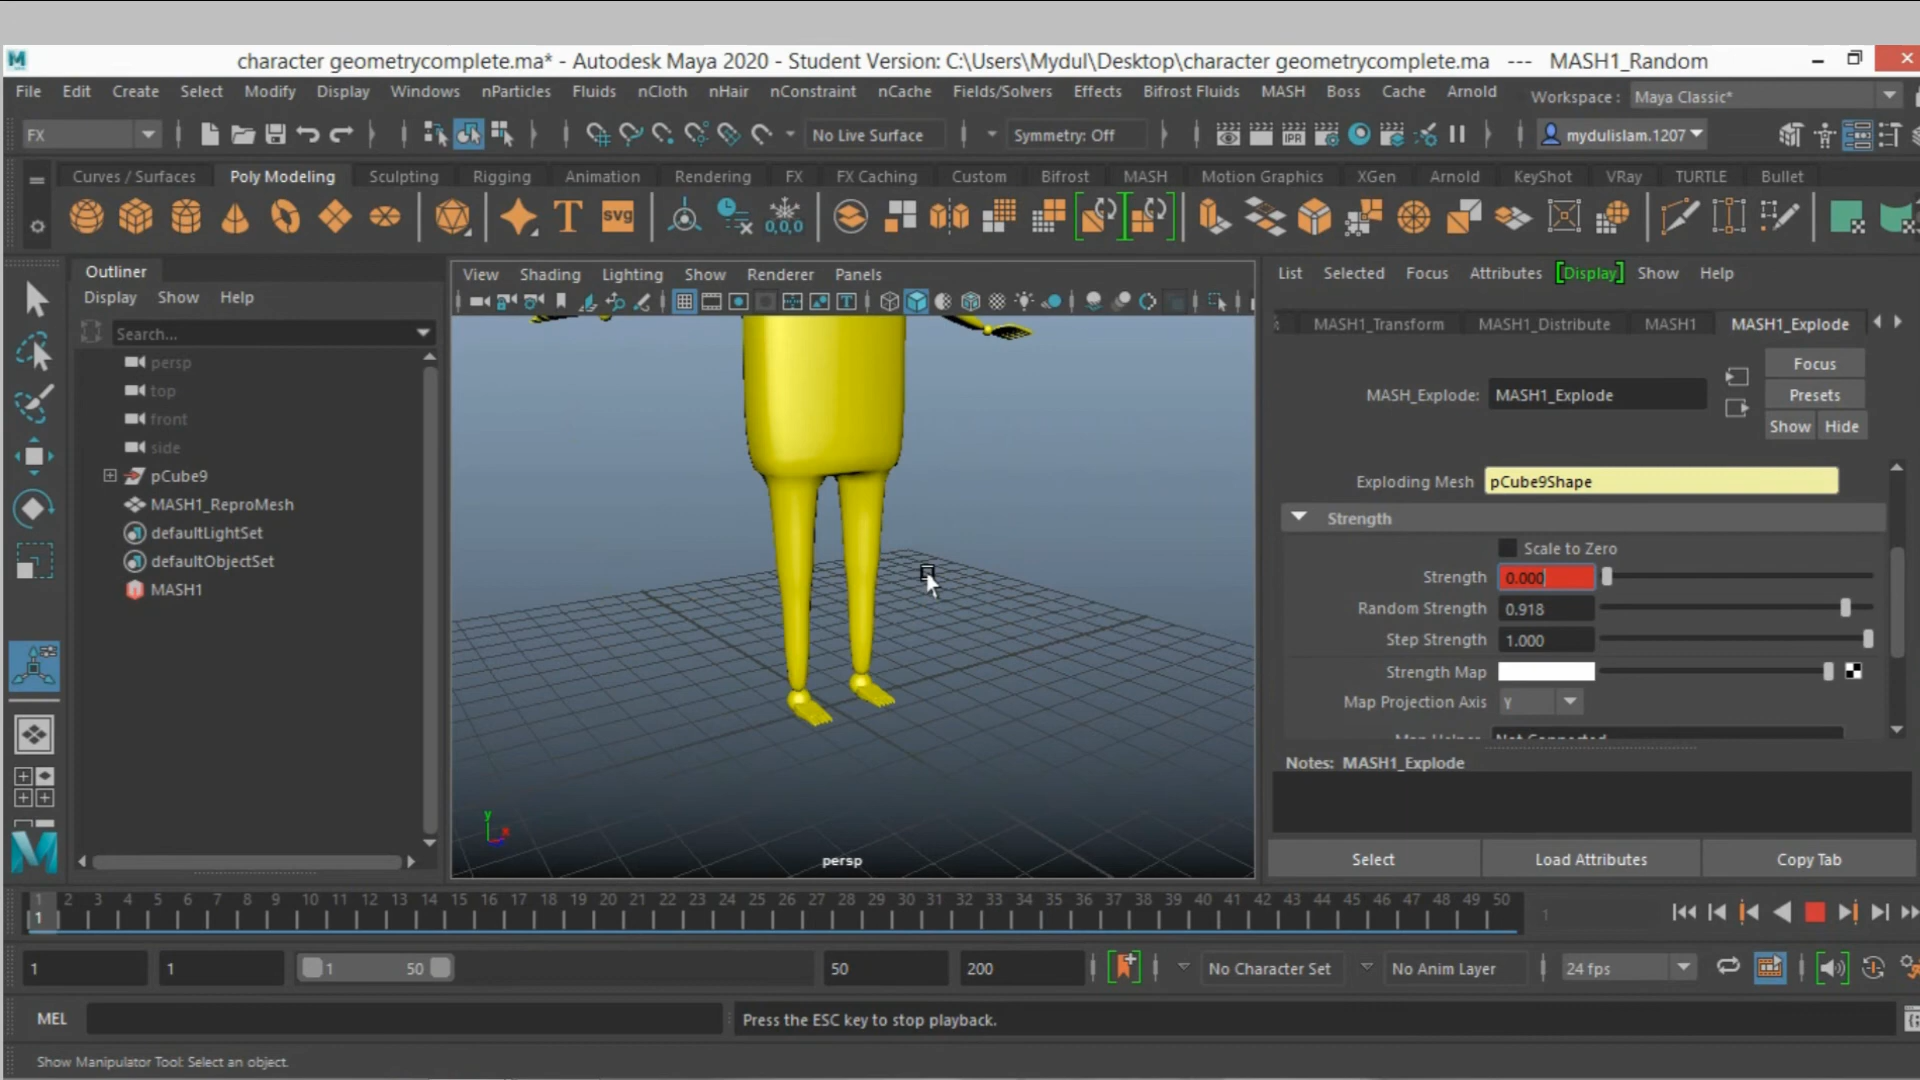 character geometrycomplete.ma* - Autodesk Maya 2020 - Student Version: C:\Users\Mydul\Desktop\character geometrycomplete.ma --- MASH1_Random
File Edit Create Select Modify Display Windows nParticles Fluids nCloth nHair nConstraint nCache Fields/Solvers Effects Bifrost Fluids MASH Boss Cache Arnold
Workspace : Maya Classic*
FX No Live Surface Symmetry: Off IPR mydulislam.1207
Curves / Surfaces Poly Modeling Sculpting Rigging Animation Rendering FX FX Caching Custom Bifrost MASH Motion Graphics XGen Arnold KeyShot VRay TURTLE Bullet
T svg 0,0,0
Outliner
Display Show Help
Search...
persp
top
front
side
pCube9
MASH1_ReproMesh
defaultLightSet
defaultObjectSet
MASH1
View Shading Lighting Show Renderer Panels
y x
persp
List Selected Focus Attributes Display Show Help
MASH1_Transform MASH1_Distribute MASH1 MASH1_Explode
MASH_Explode: MASH1_Explode
Focus
Presets
Show Hide
Exploding Mesh pCube9Shape
Strength
Scale to Zero
Strength 0.000
Random Strength 0.918
Step Strength 1.000
Strength Map
Map Projection Axis y
Map Helper Not Connected
Notes: MASH1_Explode
Select Load Attributes Copy Tab
1 2 3 4 5 6 7 8 9 10 11 12 13 14 15 16 17 18 19 20 21 22 23 24 25 26 27 28 29 30 31 32 33 34 35 36 37 38 39 40 41 42 43 44 45 46 47 48 49 50
1 1
1 1 1 50 50 200 No Character Set No Anim Layer 24 fps
MEL Press the ESC key to stop playback.
Show Manipulator Tool: Select an object.